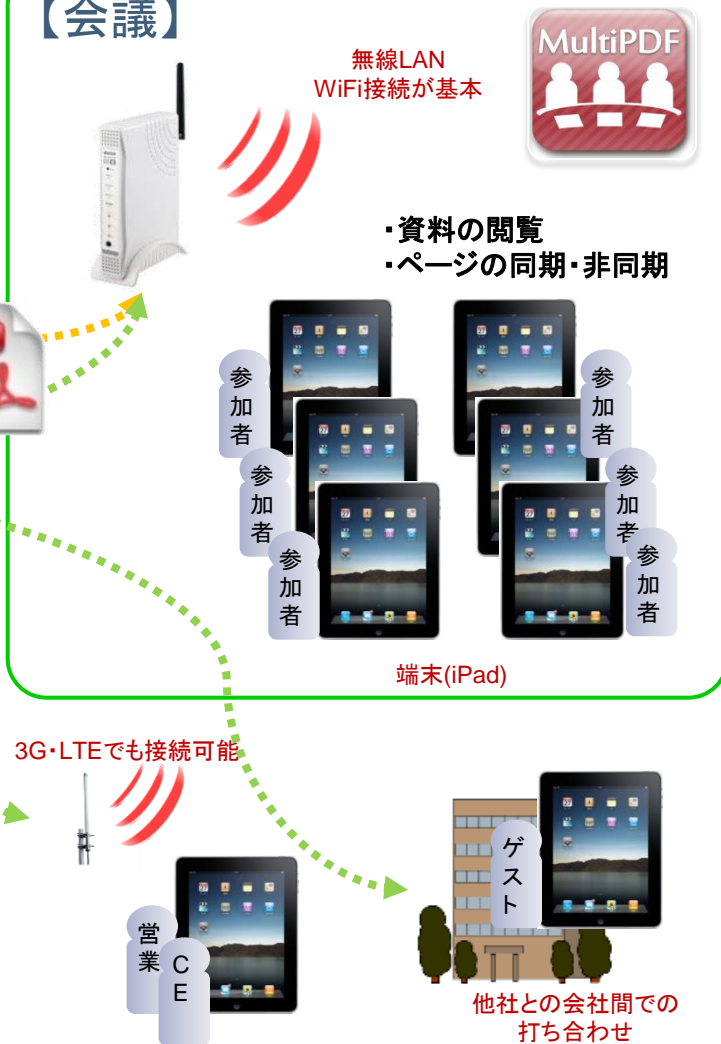 【会議】
無線LAN
WiFi接続が基本
MultiPDF
・資料の閲覧
・ページの同期・非同期
参加者
参加者
参加者
参加者
参加者
参加者
端末(iPad)
3G・LTEでも接続可能
営業
CE
ゲスト
他社との会社間での
打ち合わせ